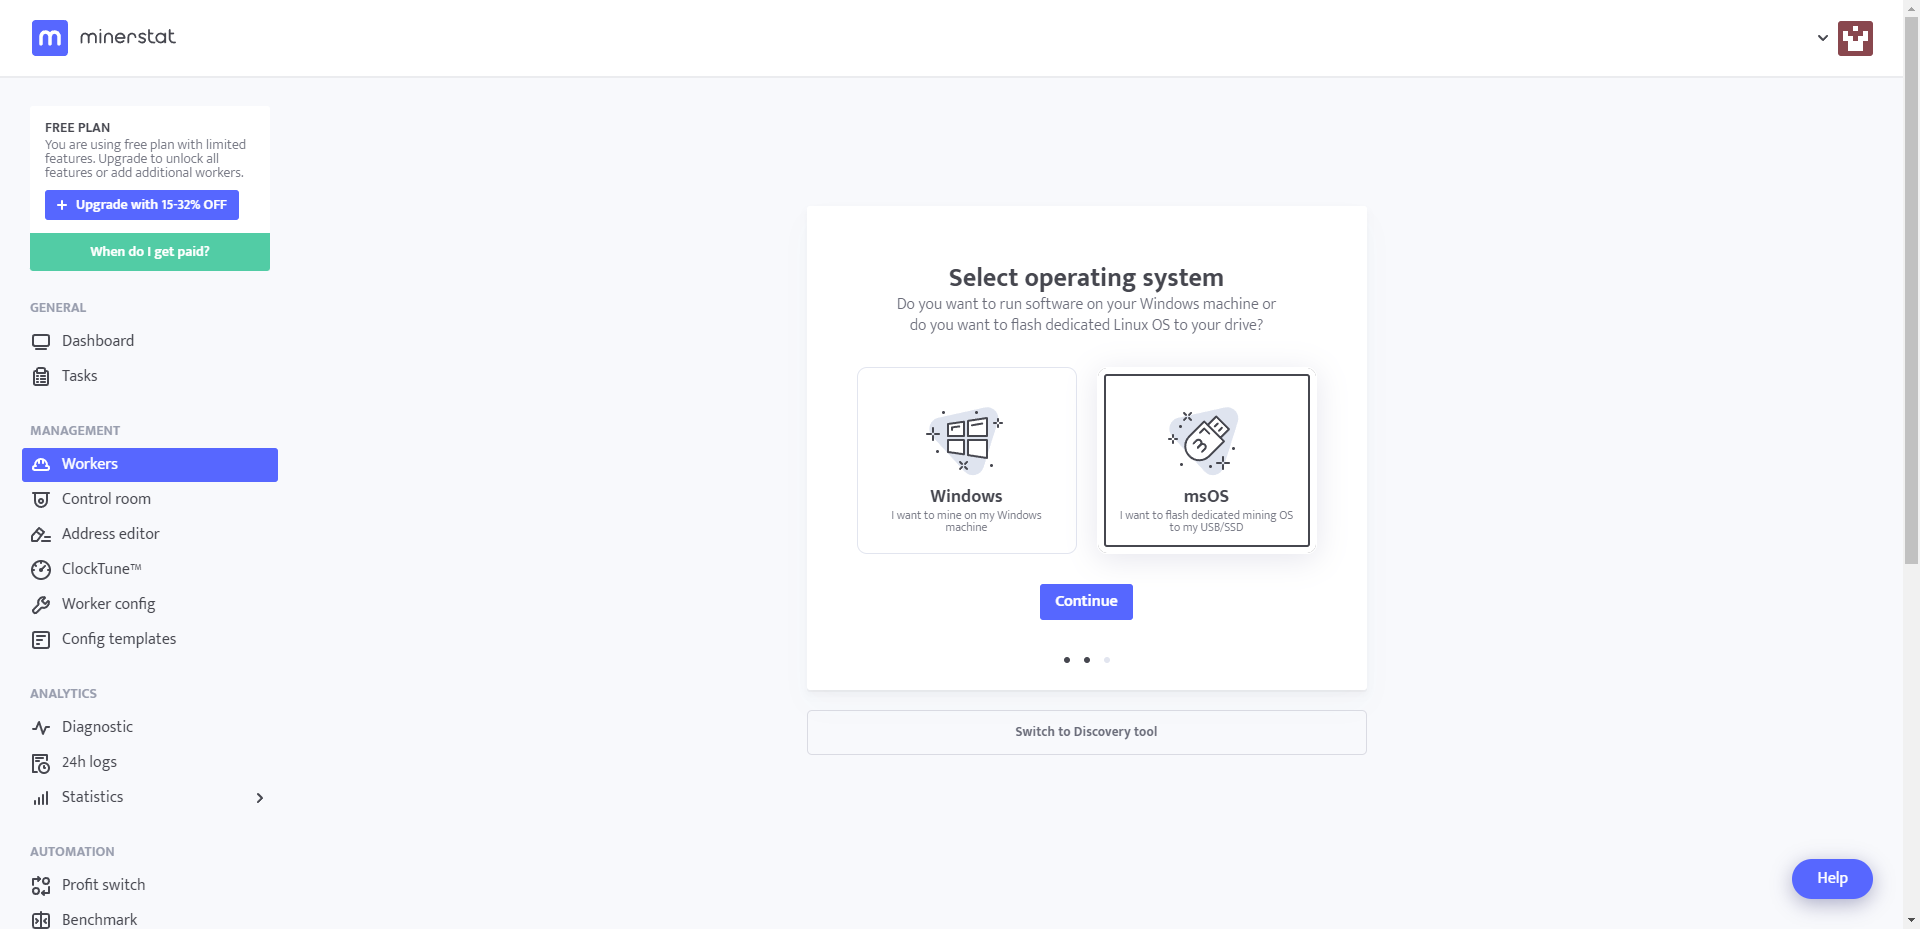 minerstat
FREE PLAN
You are using free plan with limited
features. Upgrade to unlock all
features or add additional workers.
+ Upgrade with 15-32% OFF
When do I get paid?
GENERAL
Dashboard
Tasks
MANAGEMENT
Workers
Control room
Address editor
ClockTune™
Worker config
Config templates
ANALYTICS
Diagnostic
24h logs
Statistics
AUTOMATION
Profit switch
Benchmark
Select operating system
Do you want to run software on your Windows machine or
do you want to flash dedicated Linux OS to your drive?
Windows
I want to mine on my Windows
machine
msOS
I want to flash dedicated mining OS
to my USB/SSD
Continue
Switch to Discovery tool
Help